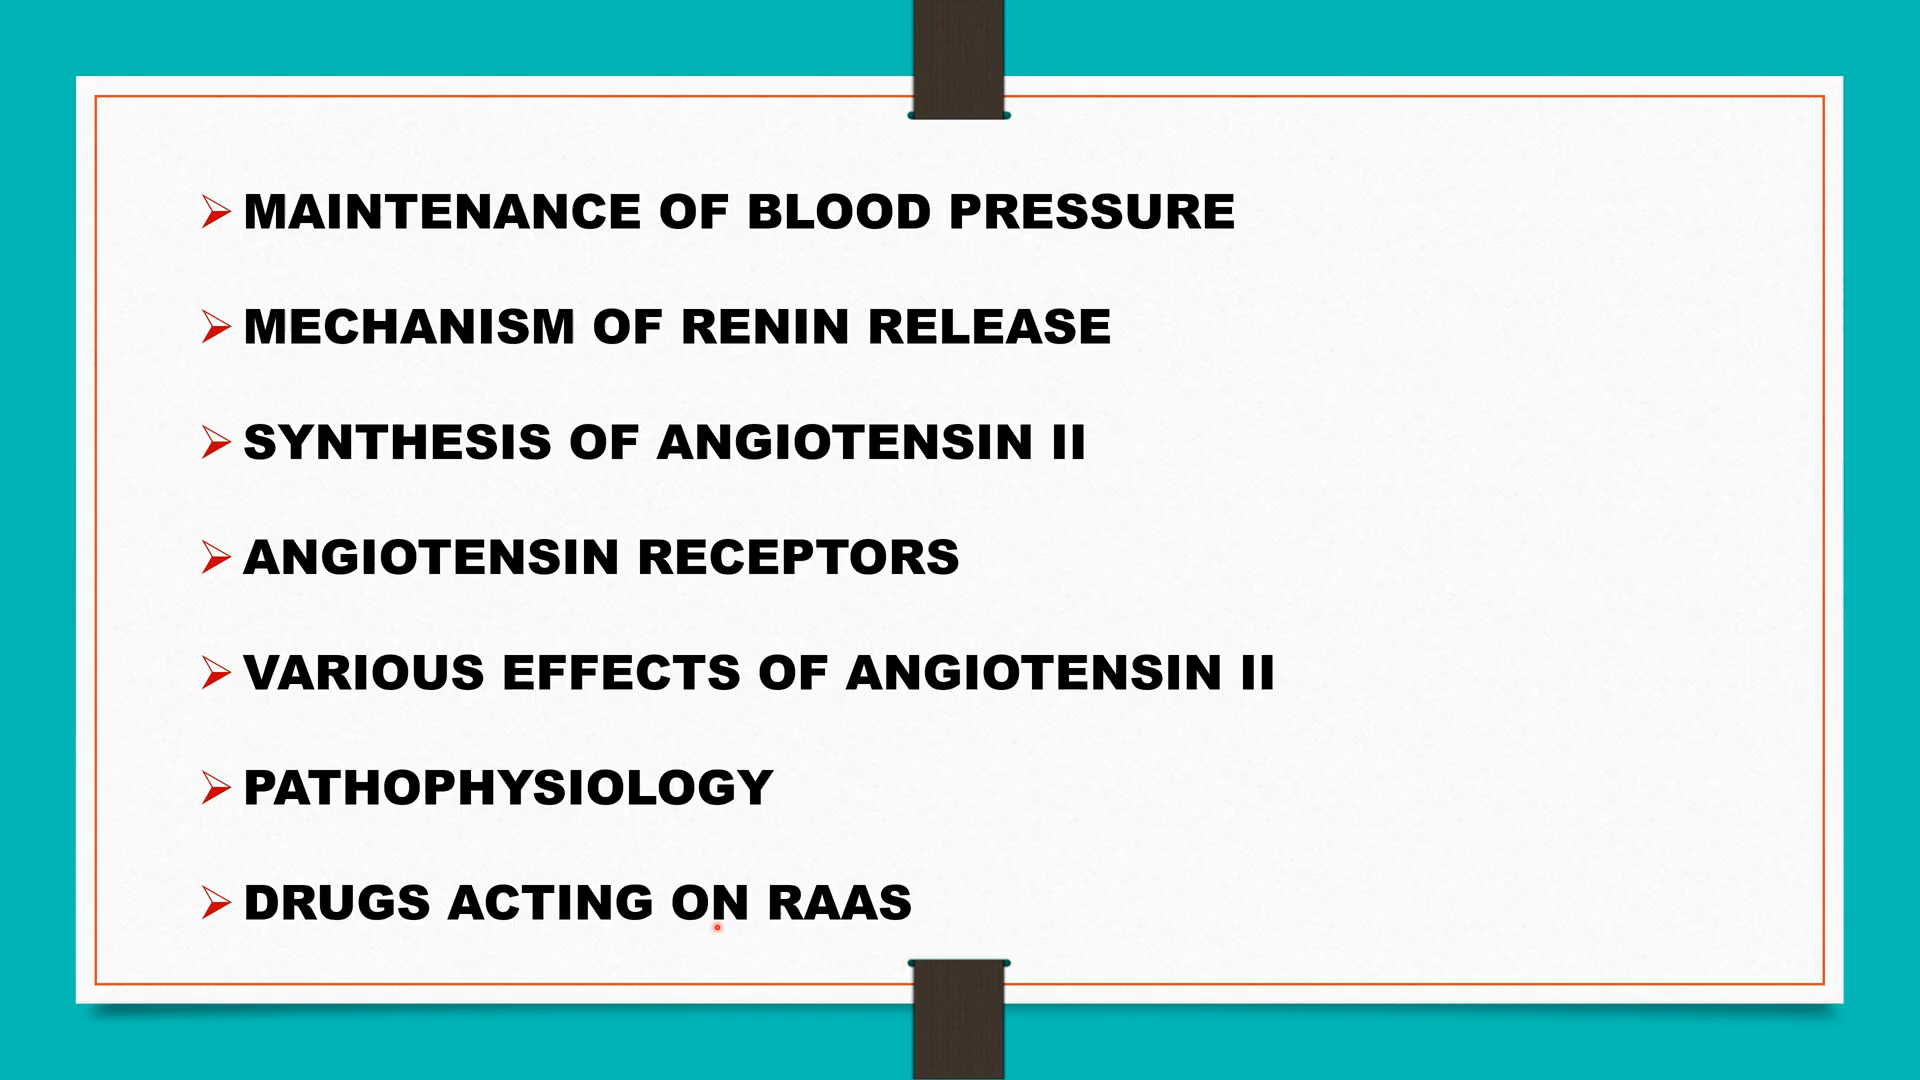 MAINTENANCE OF BLOOD PRESSURE
MECHANISM OF RENIN RELEASE
SYNTHESIS OF ANGIOTENSIN II
ANGIOTENSIN RECEPTORS
VARIOUS EFFECTS OF ANGIOTENSIN II
PATHOPHYSIOLOGY
DRUGS ACTING ON RAAS